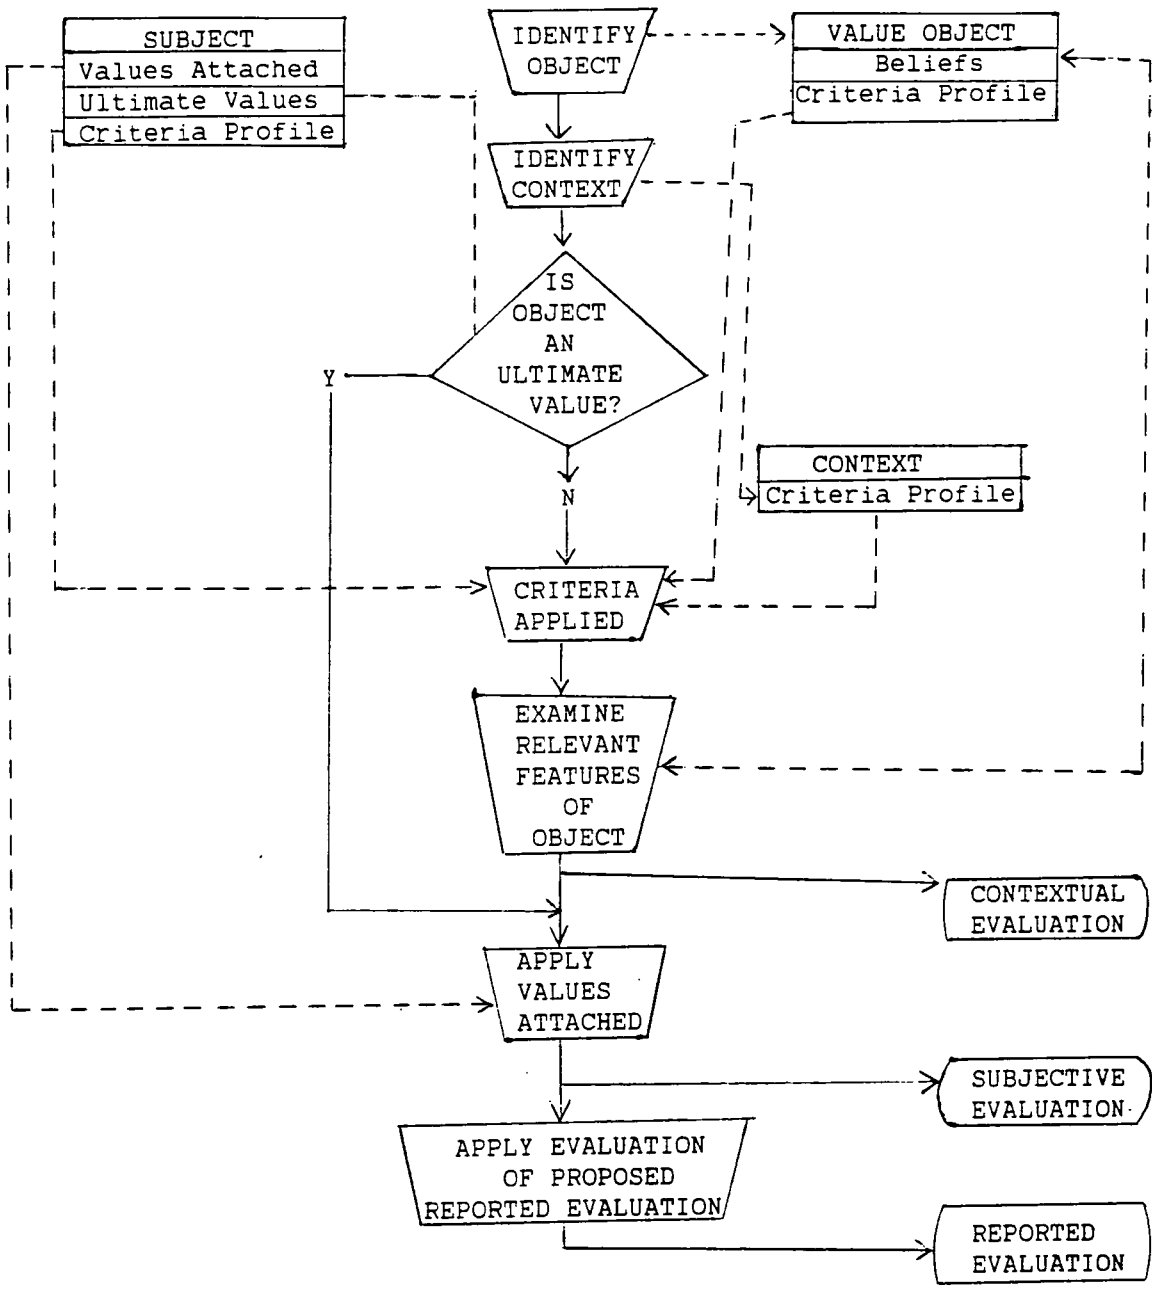 SUBJECT
Values Attached
Ultimate Values
Criteria Profile
IDENTIFY
OBJECT
VALUE OBJECT
Beliefs
Criteria Profile
IDENTIFY
CONTEXT
IS
OBJECT
AN
ULTIMATE
VALUE?
Y
N
CONTEXT
Criteria Profile
CRITERIA
APPLIED
EXAMINE
RELEVANT
FEATURES
OF
OBJECT
CONTEXTUAL
EVALUATION
APPLY
VALUES
ATTACHED
SUBJECTIVE
EVALUATION
APPLY EVALUATION
OF PROPOSED
REPORTED EVALUATION
REPORTED
EVALUATION